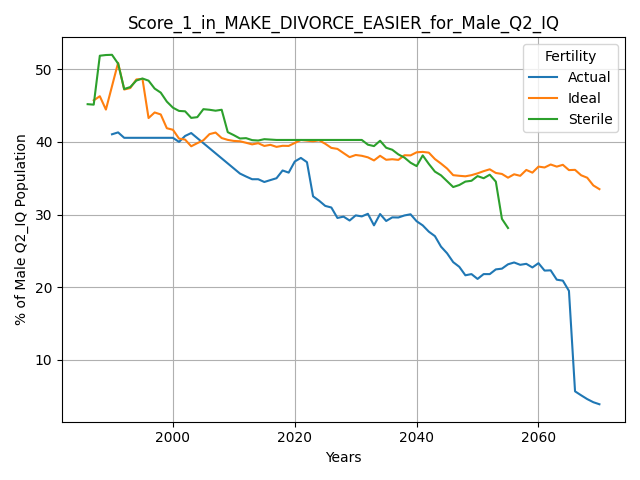 Score_1_in_MAKE_DIVORCE_EASIER_for_Male_Q2_IQ
Fertility
Actual
Ideal
Sterile
% of Male Q2_IQ Population
50
40
30
20
10
2000 2020 2040 2060
Years